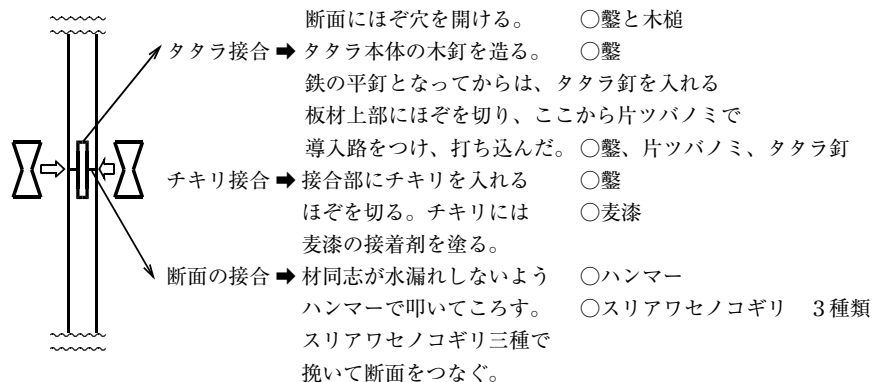 断面にほぞ穴を開ける。　○鑿と木槌
タタラ接合➡タタラ本体の木釘を造る。　○鑿
鉄の平釘となってからは、タタラ釘を入れる
板材上部にほぞを切り、ここから片ツバノミで
導入路をつけ、打ち込んだ。○鑿、片ツバノミ、タタラ釘
チキリ接合➡接合部にチキリを入れる　○鑿
ほぞを切る。チキリには　○麦漆
麦漆の接着剤を塗る。
断面の接合➡材同志が水漏れしないよう　○ハンマー
ハンマーで叩いてころす。　○スリアワセノコギリ　３種類
スリアワセノコギリ三種で
挽いて断面をつなぐ。